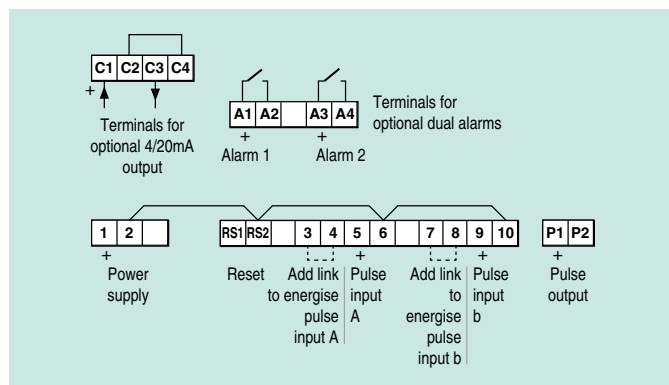 C1 C2 C3 C4
+
Terminals for
optional 4/20mA
output
A1 A2 A3 A4
+ +
Alarm 1 Alarm 2
Terminals for
optional dual alarms
1 2 RS1 RS2 3 4 5 6 7 8 9 10 P1 P2
+ + + +
Power
supply
Reset
Add link
to energise
pulse
input A
Pulse
input
A
Add link
to
energise
pulse
input b
Pulse
input
b
Pulse
output